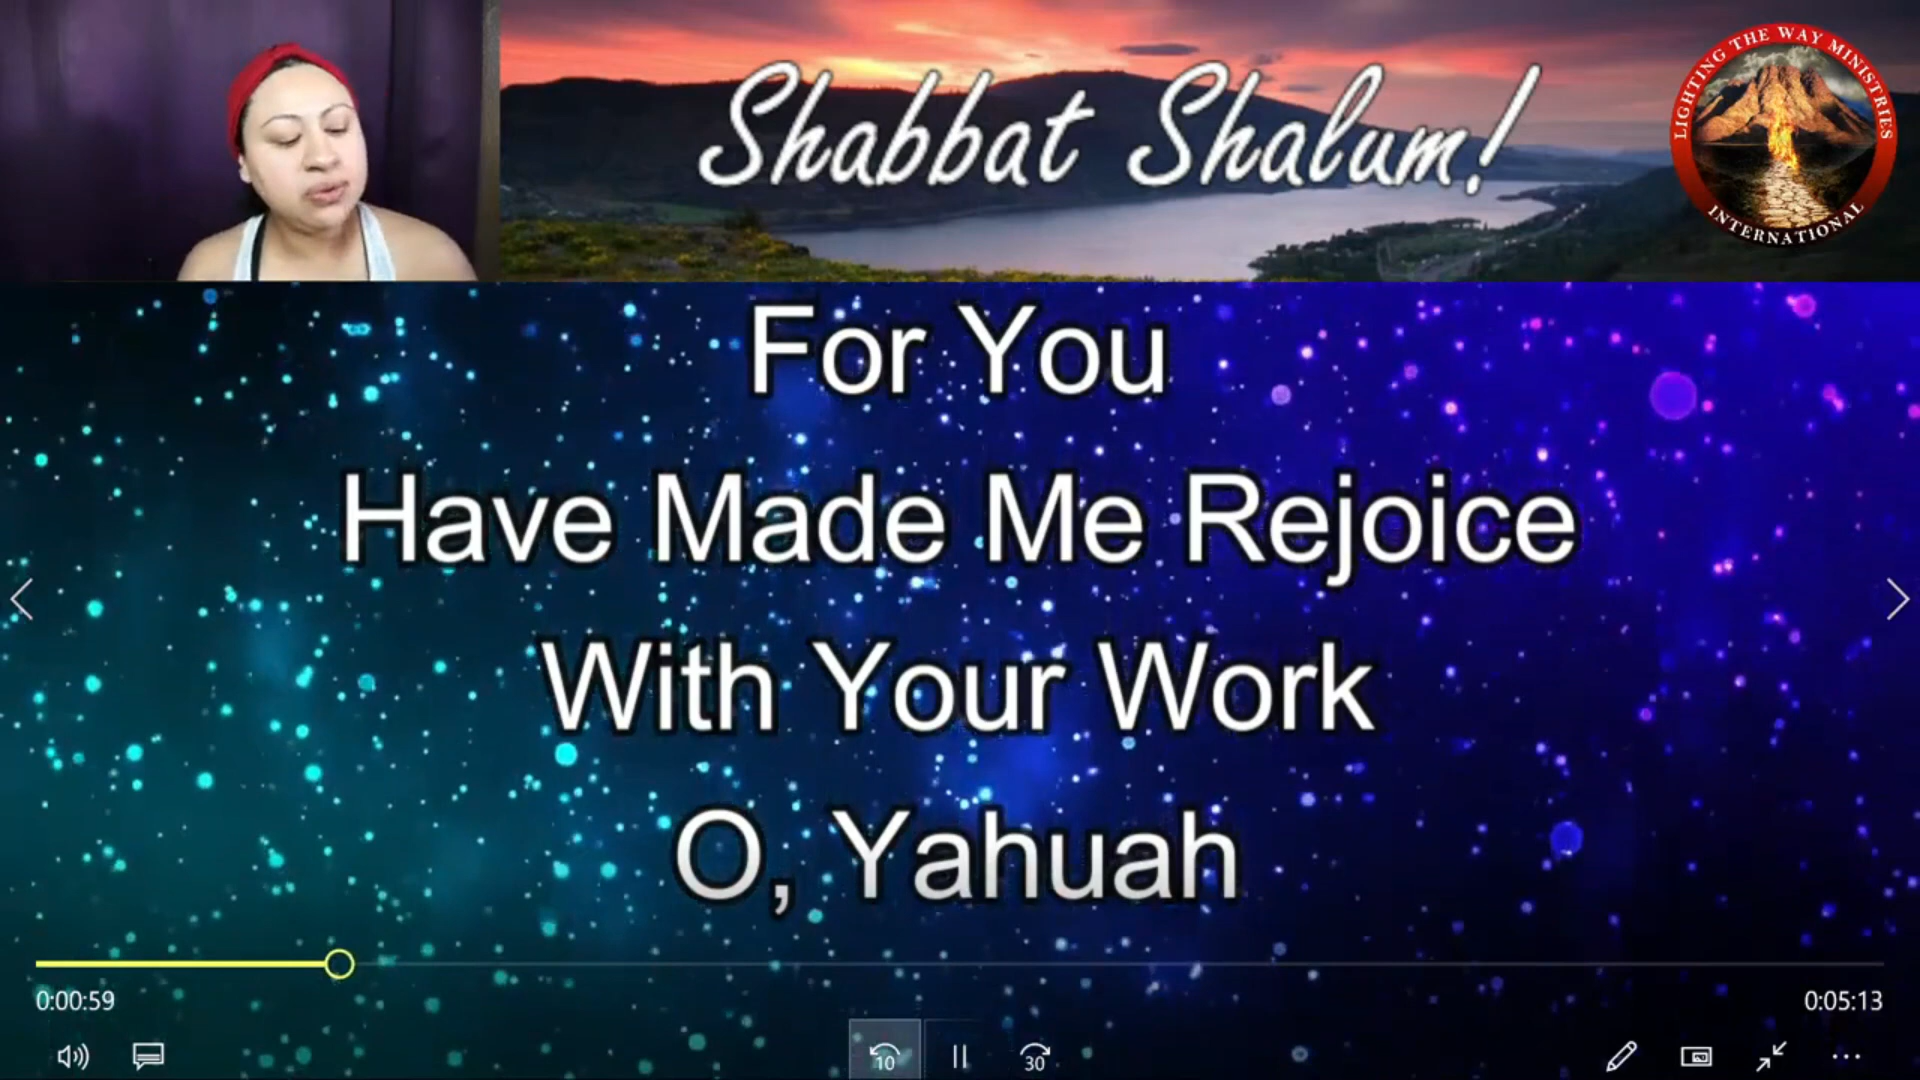 Shabbat Shalum!
LIGHTING THE WAY MINISTRIES
INTERNATIONAL
For You
Have Made Me Rejoice
With Your Work
O, Yahuah
0:00:59
0:05:13
10
30